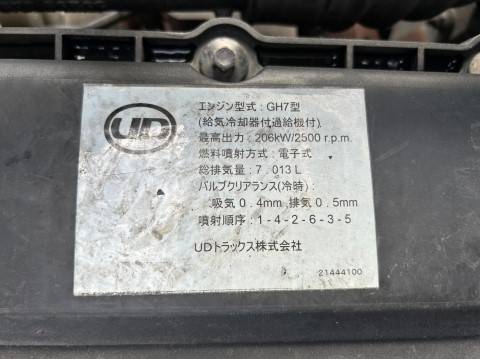 UD
エンジン型式：GH7型
(給気冷却器付過給機付)
最高出力：206kW/2500 r.p.m.
燃料噴射方式：電子式
総排気量：7.013 L
バルブクリアランス(冷時)：
吸気 0.4mm 排気 0.5mm
噴射順序：1-4-2-6-3-5
UDトラックス株式会社
21444100